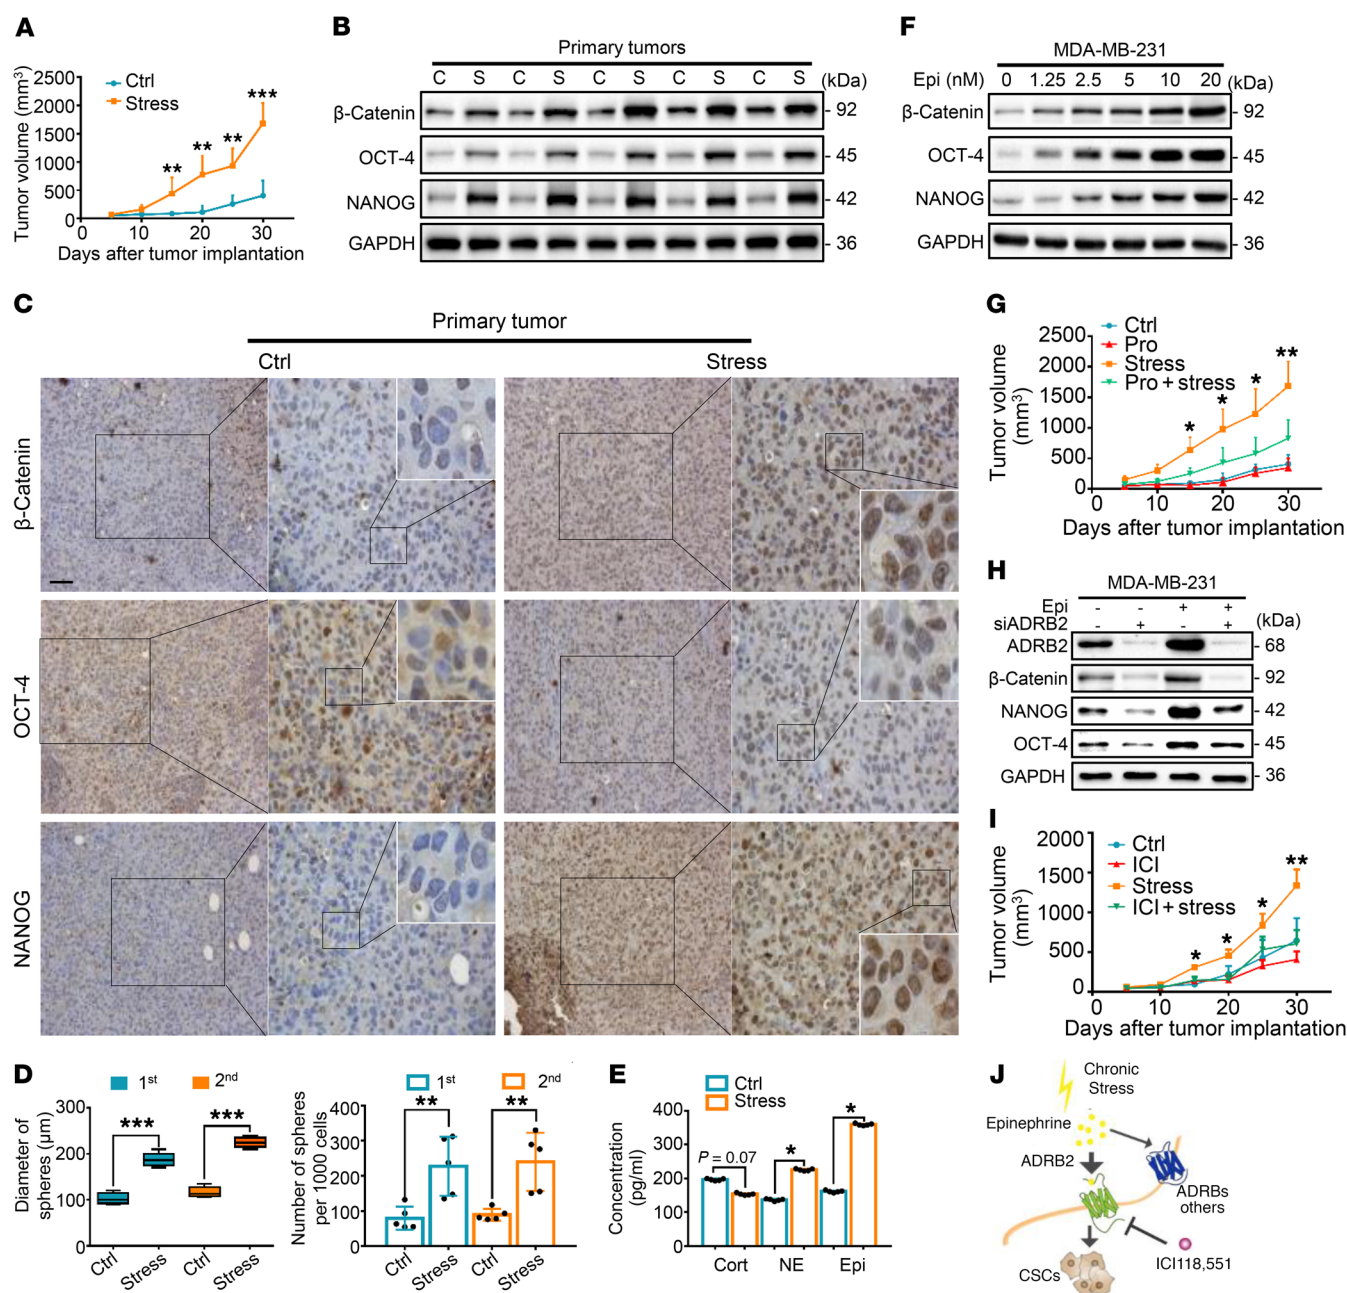 A
Ctrl
Stress
Tumor volume (mm³)
2500
2000
1500
1000
500
0
0
10
20
30
** ** ** ***
Days after tumor implantation
B
Primary tumors
C S C S C S C S C S (kDa)
β-Catenin - 92
OCT-4 - 45
NANOG - 42
GAPDH - 36
F
MDA-MB-231
Epi (nM) 0 1.25 2.5 5 10 20 (kDa)
β-Catenin - 92
OCT-4 - 45
NANOG - 42
GAPDH - 36
C
Primary tumor
Ctrl Stress
β-Catenin
OCT-4
NANOG
G
Ctrl
Pro
Stress
Pro + stress
Tumor volume
(mm³)
2500
2000
1500
1000
500
0
0 10 20 30
* * * **
Days after tumor implantation
H
MDA-MB-231
Epi - - + +
siADRB2 - + - + (kDa)
ADRB2 - 68
β-Catenin - 92
NANOG - 42
OCT-4 - 45
GAPDH - 36
I
Ctrl
ICI
Stress
ICI + stress
Tumor volume
(mm³)
2000
1500
1000
500
0
0 10 20 30
* * * **
Days after tumor implantation
D
1st 2nd
Diameter of
spheres (µm)
300
200
100
0
*** ***
Ctrl Stress Ctrl Stress
1st 2nd
Number of spheres
per 1000 cells
400
300
200
100
0
** **
Ctrl Stress Ctrl Stress
E
Ctrl
Stress
Concentration
(pg/ml)
400
300
200
100
0
P = 0.07 * *
Cort NE Epi
J
Chronic
Stress
Epinephrine
ADRB2
ADRBs
others
ICI118,551
CSCs